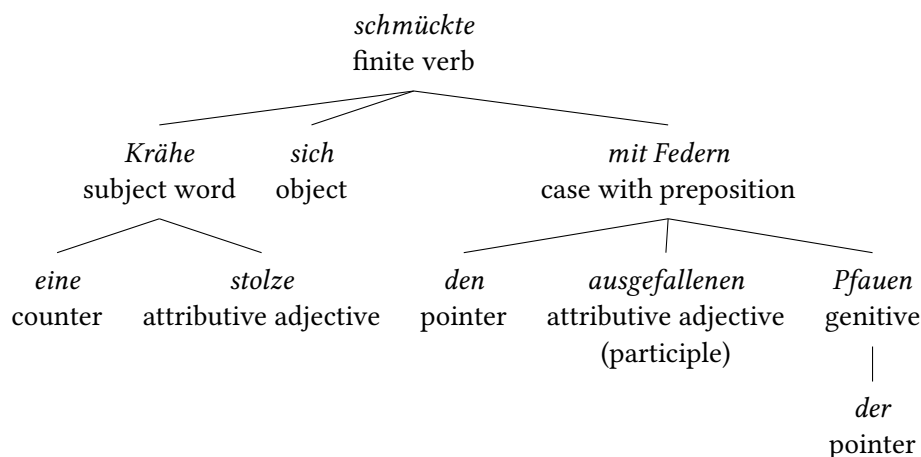 schmückte
finite verb
Krähe sich mit Federn
subject word object case with preposition
eine stolze den ausgefallenen Pfauen
counter attributive adjective pointer attributive adjective genitive
(participle)
der
pointer